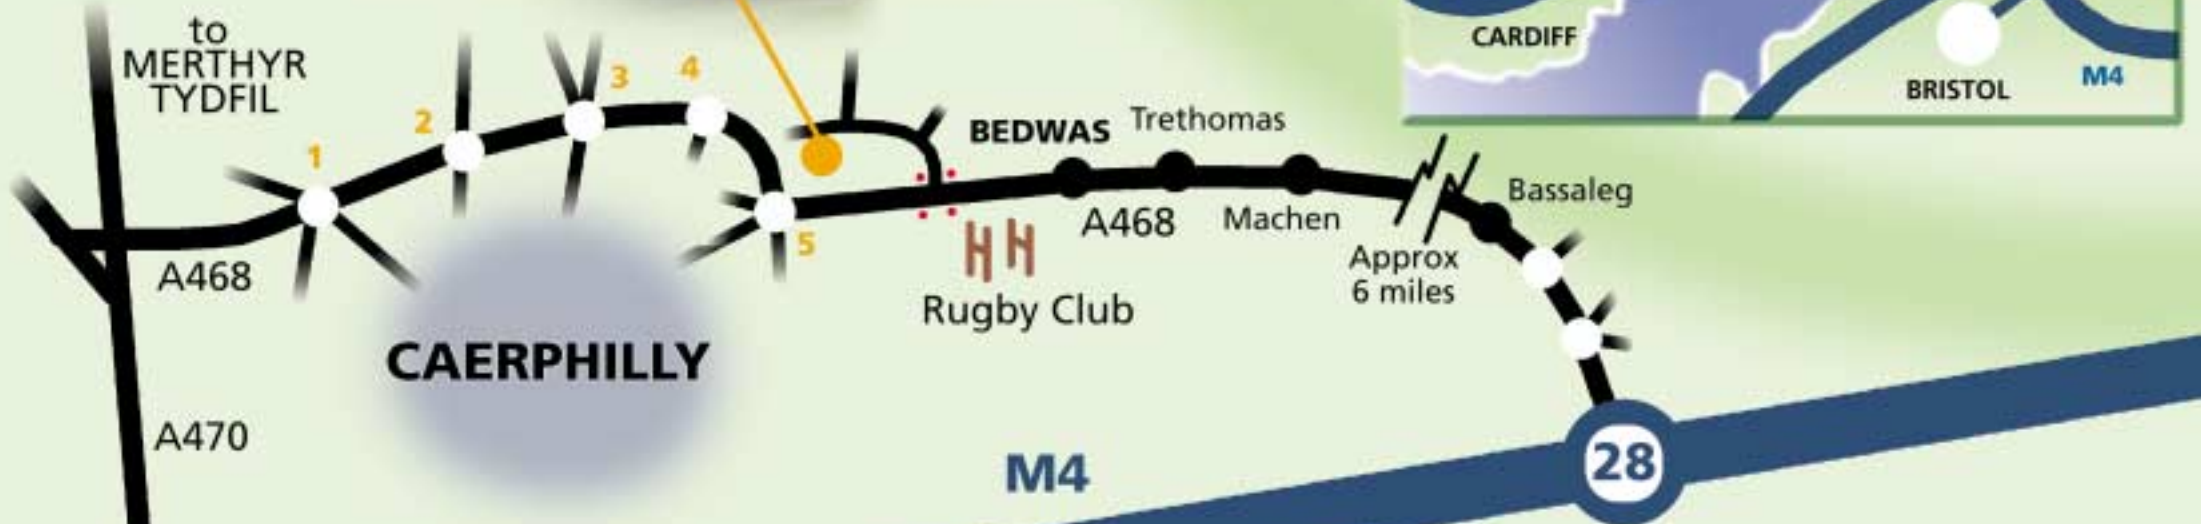 to
MERTHYR
TYDFIL
1
2
3
4
5
A468
A470
CAERPHILLY
BEDWAS
Trethomas
A468
Machen
Rugby Club
Approx
6 miles
Bassaleg
M4
28
CARDIFF
BRISTOL
M4